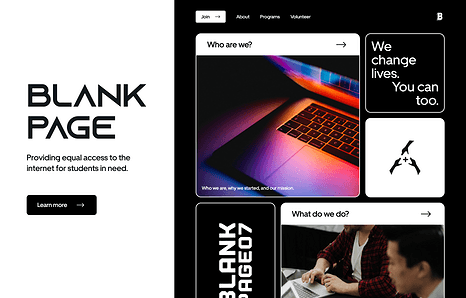 BLANK
PAGE
Providing equal access to the
internet for students in need.
Learn more
Join
About
Programs
Volunteer
B
Who are we?
Who are we, why we started, and our mission.
We
change
lives.
You can
too.
BLANK
PAGE07
What do we do?